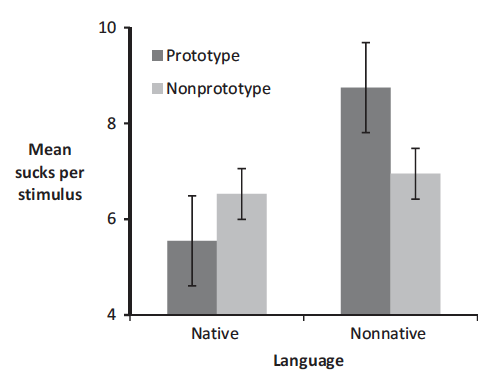 10
Prototype
Nonprototype
8
Mean
sucks per
stimulus
6
4
Native Nonnative
Language